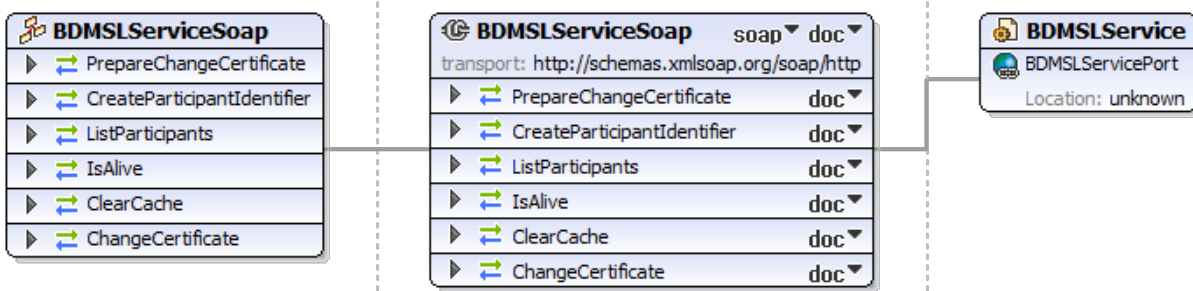 BDMSLServiceSoap
PrepareChangeCertificate
CreateParticipantIdentifier
ListParticipants
IsAlive
ClearCache
ChangeCertificate
BDMSLServiceSoap soap doc
transport: http://schemas.xmlsoap.org/soap/http
PrepareChangeCertificate doc
CreateParticipantIdentifier doc
ListParticipants doc
IsAlive doc
ClearCache doc
ChangeCertificate doc
BDMSLService
BDMSLServicePort
Location: unknown